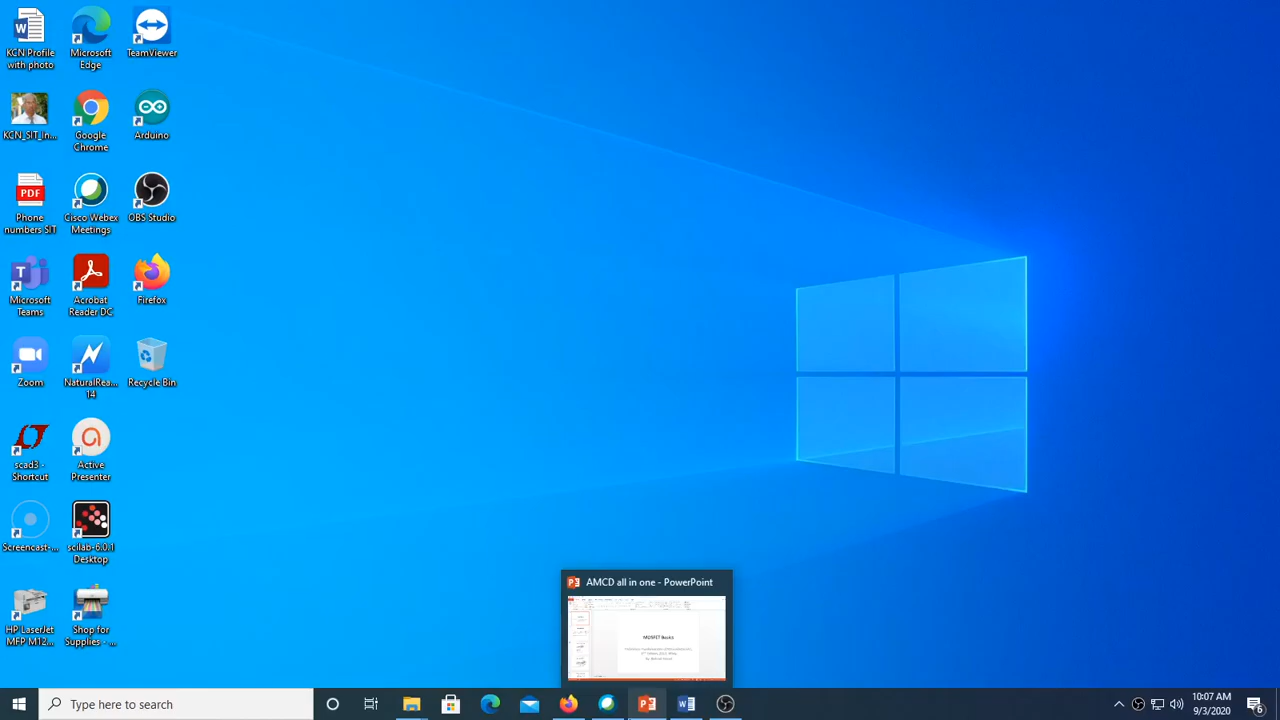 KCN Profile
with photo
Microsoft
Edge
TeamViewer
KCN_SIT_In...
Google
Chrome
Arduino
PDF
Phone
numbers SIT
Cisco Webex
Meetings
OBS Studio
Microsoft
Teams
Acrobat
Reader DC
Firefox
Zoom
NaturalRea...
14
Recycle Bin
scad3 -
Shortcut
Active
Presenter
Screencast-...
scilab-6.0.1
Desktop
HP LaserJet
MFP M129...
Shop for
Supplies - ...
AMCD all in one - PowerPoint
MOSFET Basics
Type here to search
10:07 AM
9/3/2020
6